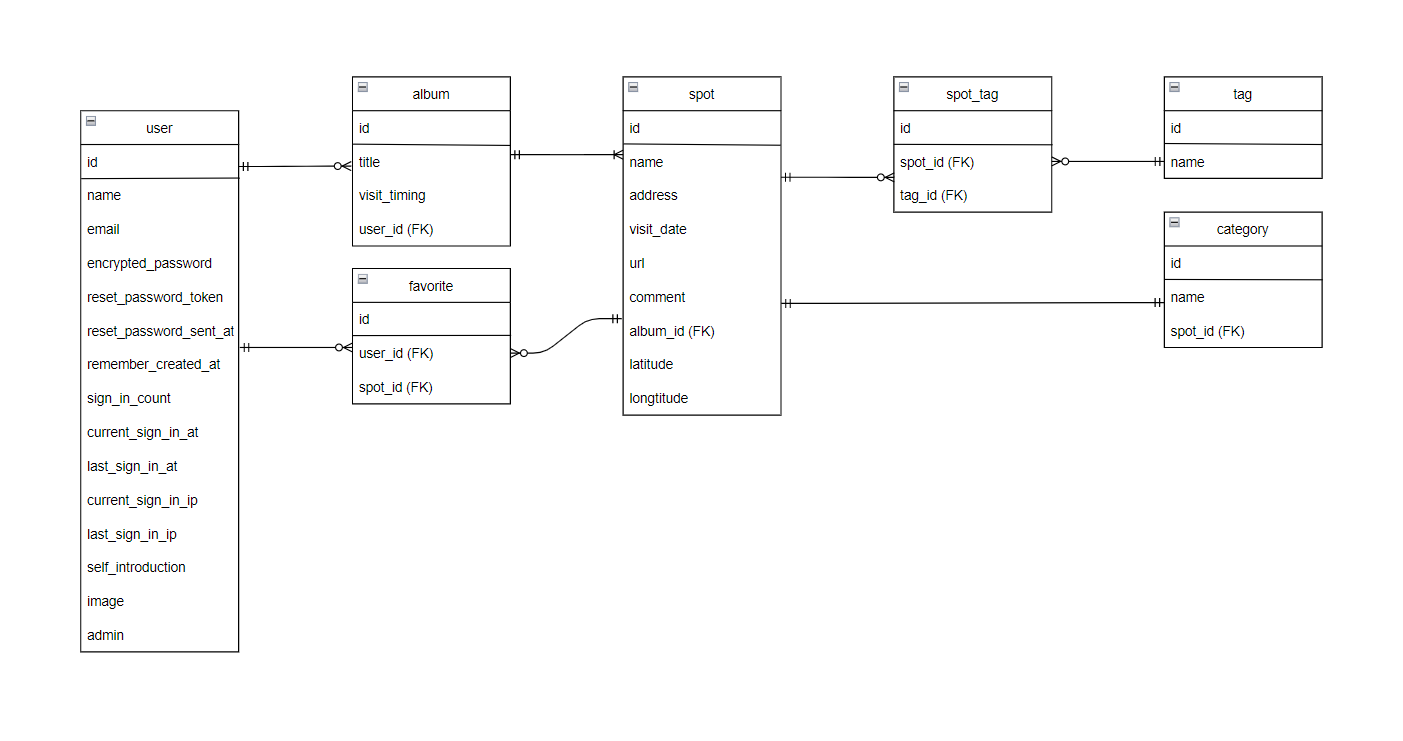 user
id
name
email
encrypted_password
reset_password_token
reset_password_sent_at
remember_created_at
sign_in_count
current_sign_in_at
last_sign_in_at
current_sign_in_ip
last_sign_in_ip
self_introduction
image
admin
album
id
title
visit_timing
user_id (FK)
favorite
id
user_id (FK)
spot_id (FK)
spot
id
name
address
visit_date
url
comment
album_id (FK)
latitude
longtitude
spot_tag
id
spot_id (FK)
tag_id (FK)
tag
id
name
category
id
name
spot_id (FK)